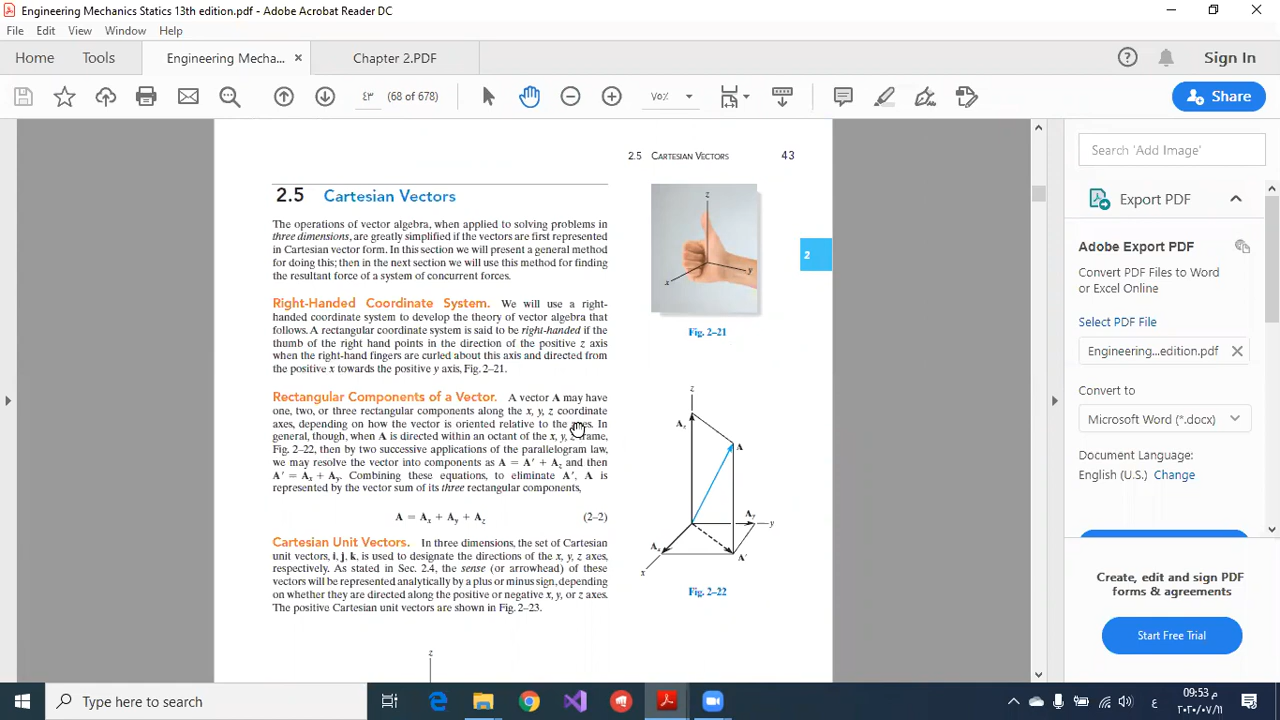 Engineering Mechanics Statics 13th edition.pdf - Adobe Acrobat Reader DC
File Edit View Window Help
Home Tools Engineering Mecha... × Chapter 2.PDF Sign In
٤٣ (68 of 678) ٧٥٪ Share
2.5 CARTESIAN VECTORS 43
2.5 Cartesian Vectors
The operations of vector algebra, when applied to solving problems in
three dimensions, are greatly simplified if the vectors are first represented
in Cartesian vector form. In this section we will present a general method
for doing this; then in the next section we will use this method for finding
the resultant force of a system of concurrent forces.
Right-Handed Coordinate System. We will use a right-
handed coordinate system to develop the theory of vector algebra that
follows. A rectangular coordinate system is said to be right-handed if the
thumb of the right hand points in the direction of the positive z axis
when the right-hand fingers are curled about this axis and directed from
the positive x towards the positive y axis, Fig. 2–21.
Rectangular Components of a Vector. A vector A may have
one, two, or three rectangular components along the x, y, z coordinate
axes, depending on how the vector is oriented relative to the axes. In
general, though, when A is directed within an octant of the x, y, z frame,
Fig. 2–22, then by two successive applications of the parallelogram law,
we may resolve the vector into components as A = A′ + Az and then
A′ = Ax + Ay. Combining these equations, to eliminate A′, A is
represented by the vector sum of its three rectangular components,
A = Ax + Ay + Az (2–2)
Cartesian Unit Vectors. In three dimensions, the set of Cartesian
unit vectors, i, j, k, is used to designate the directions of the x, y, z axes,
respectively. As stated in Sec. 2.4, the sense (or arrowhead) of these
vectors will be represented analytically by a plus or minus sign, depending
on whether they are directed along the positive or negative x, y, or z axes.
The positive Cartesian unit vectors are shown in Fig. 2–23.
z
z
y
x
Fig. 2–21
2
z
Az
A
Ay
y
Ax
A′
x
Fig. 2–22
Search 'Add Image'
Export PDF
Adobe Export PDF
Convert PDF Files to Word
or Excel Online
Select PDF File
Engineering...edition.pdf ×
Convert to
Microsoft Word (*.docx)
Document Language:
English (U.S.) Change
Create, edit and sign PDF
forms & agreements
Start Free Trial
Type here to search
ع
09:53 م
٢٠٢٠/٠٧/١١